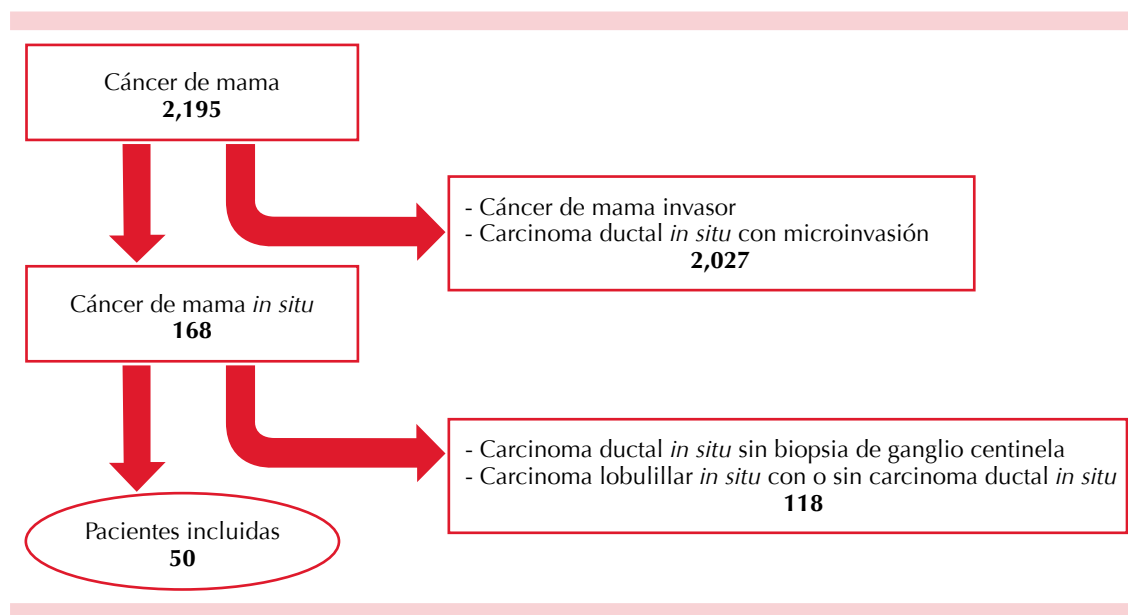 Cáncer de mama
2,195
- Cáncer de mama invasor
- Carcinoma ductal in situ con microinvasión
2,027
Cáncer de mama in situ
168
- Carcinoma ductal in situ sin biopsia de ganglio centinela
- Carcinoma lobulillar in situ con o sin carcinoma ductal in situ
118
Pacientes incluidas
50